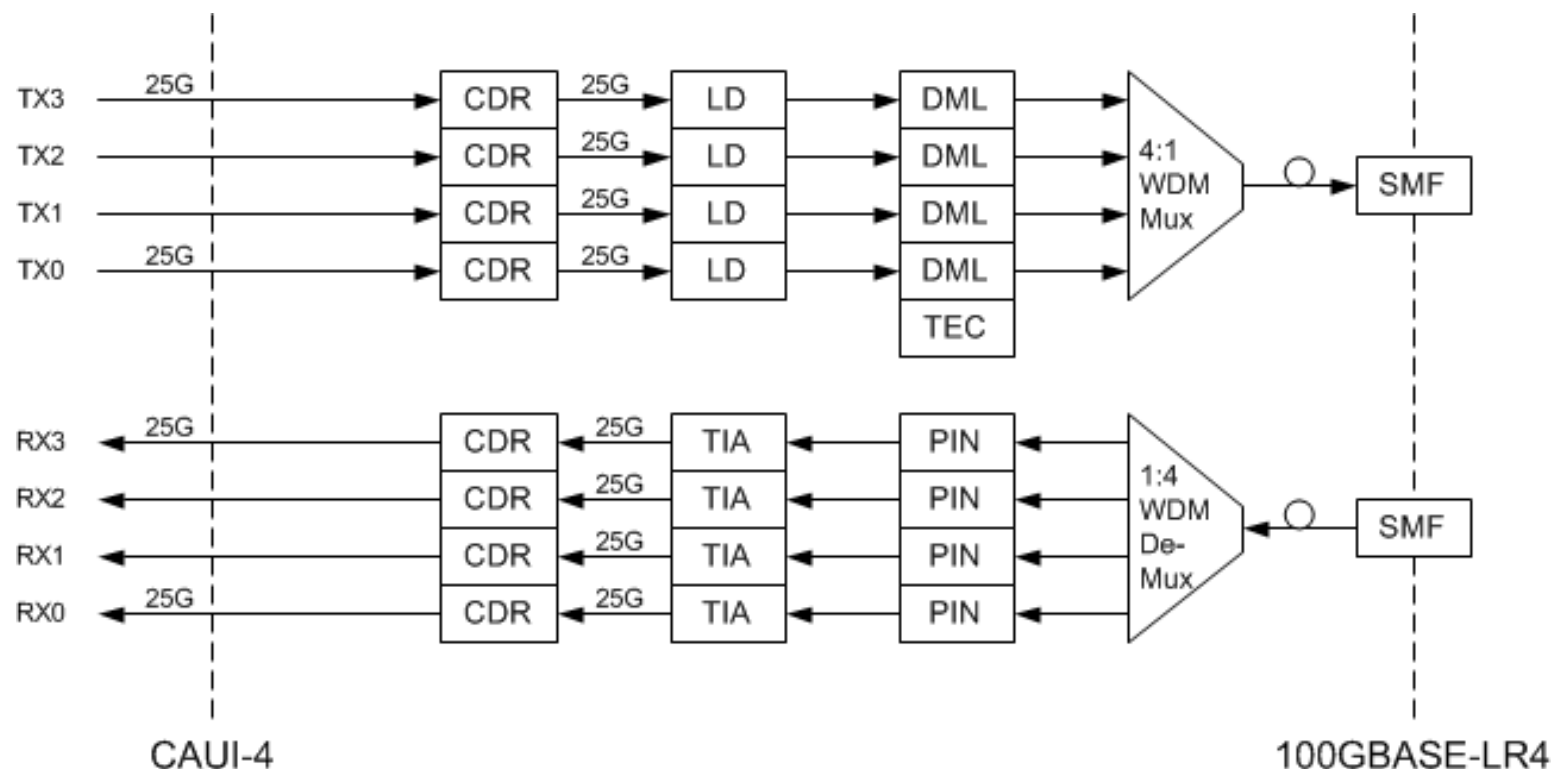 TX3 25G CDR 25G LD DML
TX2 CDR 25G LD DML
TX1 CDR 25G LD DML
TX0 25G CDR 25G LD DML
TEC
4:1
WDM
Mux
SMF
RX3 25G CDR 25G TIA PIN
RX2 CDR 25G TIA PIN
RX1 CDR 25G TIA PIN
RX0 25G CDR 25G TIA PIN
1:4
WDM
De-
Mux
SMF
CAUI-4
100GBASE-LR4